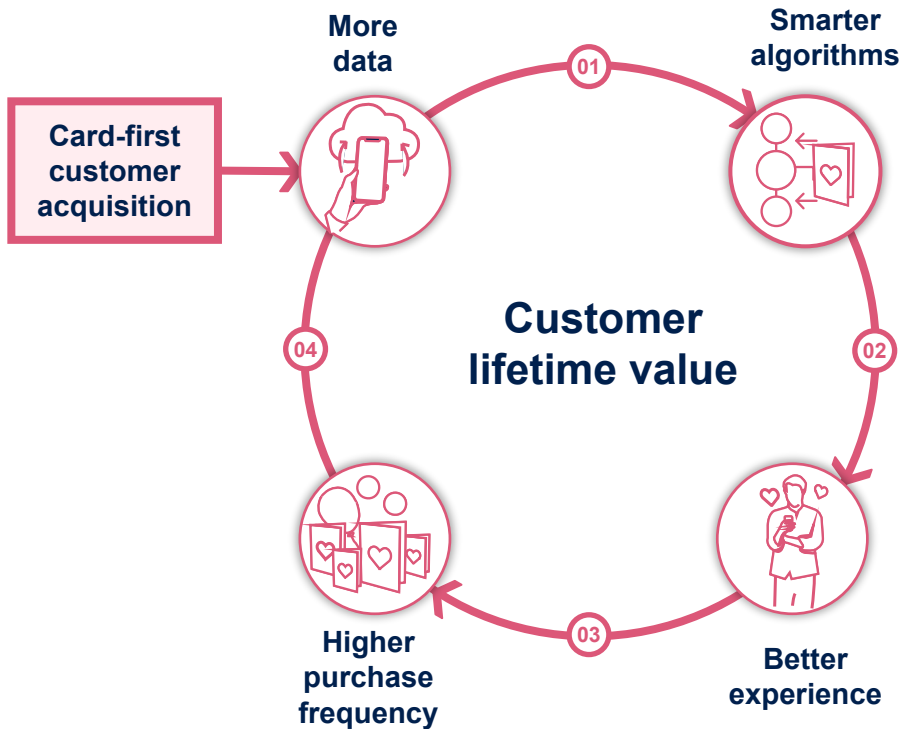 More
data
01
Smarter
algorithms
Card-first
customer
acquisition
Customer
lifetime value
04
02
Higher
purchase
frequency
03
Better
experience